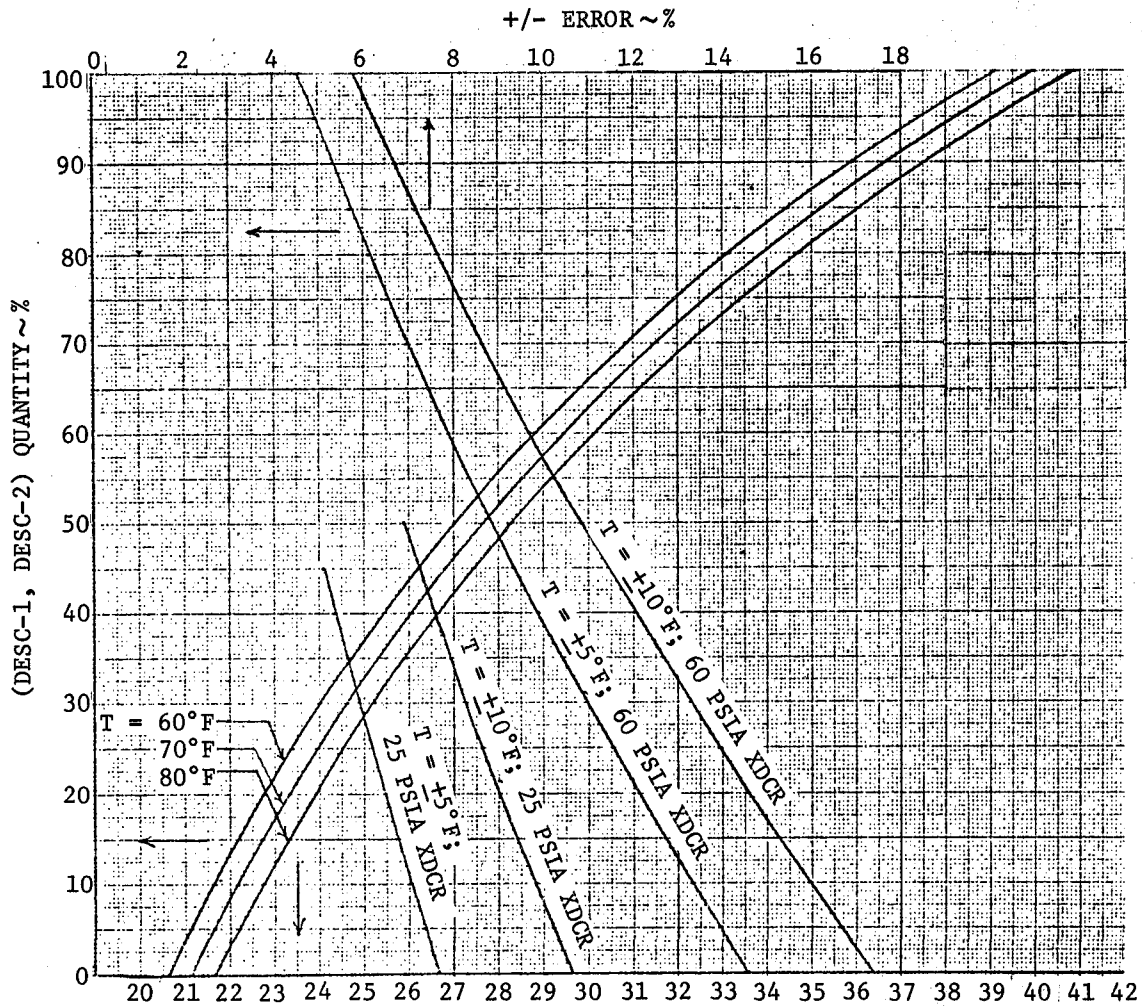 +/- ERROR ~ %
0 2 4 6 8 10 12 14 16 18
100
90
80
70
60
50
40
30
20
10
0
(DESC-1, DESC-2) QUANTITY ~ %
T = 60°F
70°F
80°F
T = ±5°F;
25 PSIA XDCR
T = ±10°F; 25 PSIA XDCR
T = ±5°F; 60 PSIA XDCR
T = ±10°F; 60 PSIA XDCR
20 21 22 23 24 25 26 27 28 29 30 31 32 33 34 35 36 37 38 39 40 41 42